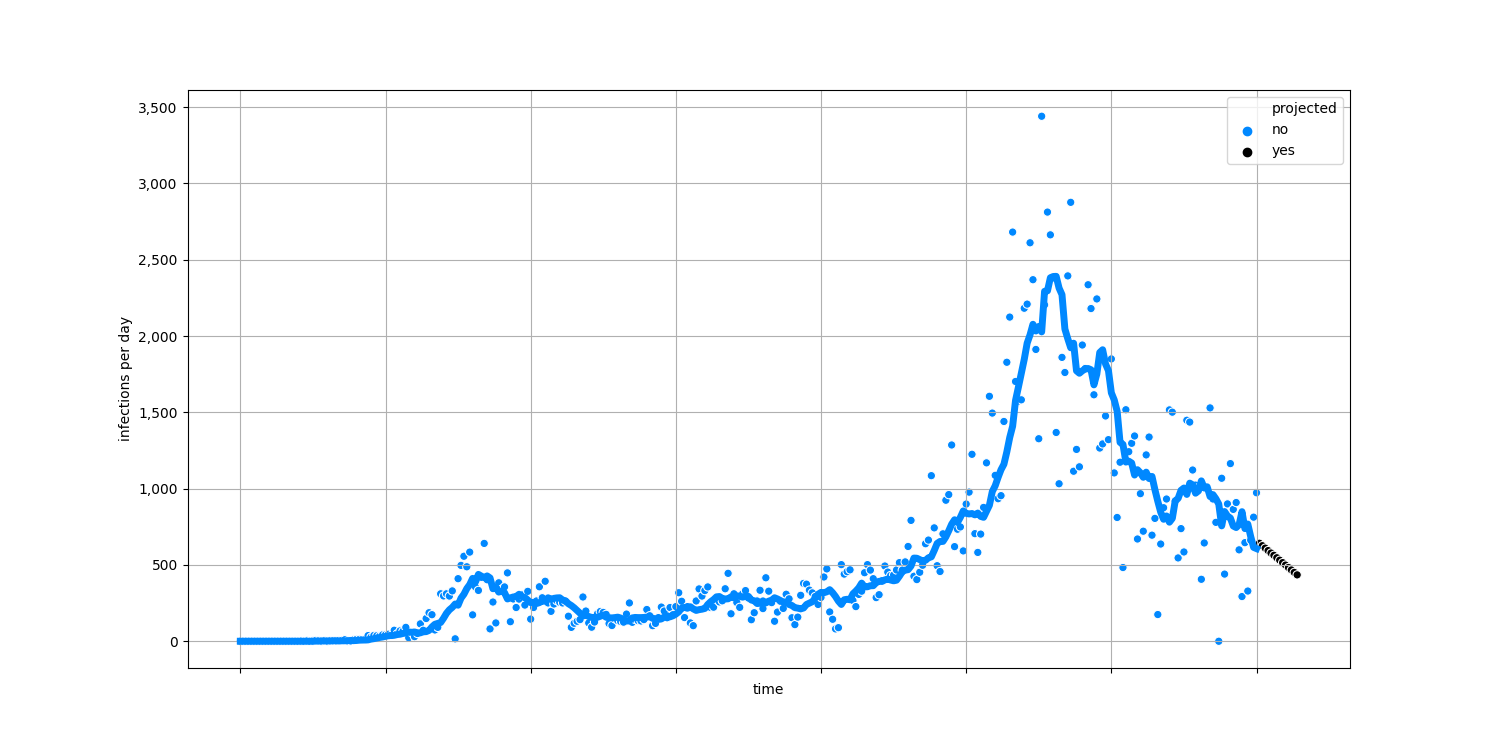 3,500
3,000
2,500
2,000
1,500
1,000
500
0
infections per day
time
projected
no
yes